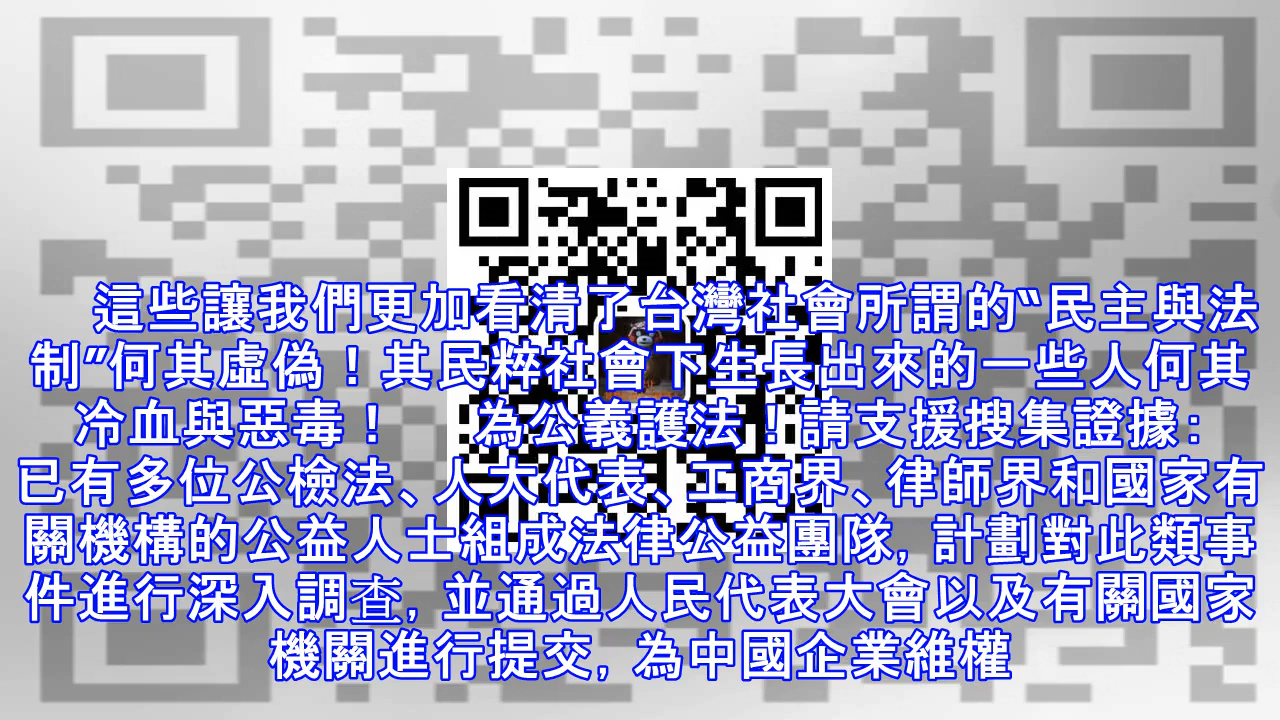 這些讓我們更加看清了台灣社會所謂的“民主與法
制”何其虛偽！其民粹社會下生長出來的一些人何其
冷血與惡毒！ 為公義護法！請支援搜集證據：
已有多位公檢法、人大代表、工商界、律師界和國家有
關機構的公益人士組成法律公益團隊，計劃對此類事
件進行深入調查，並通過人民代表大會以及有關國家
機關進行提交，為中國企業維權